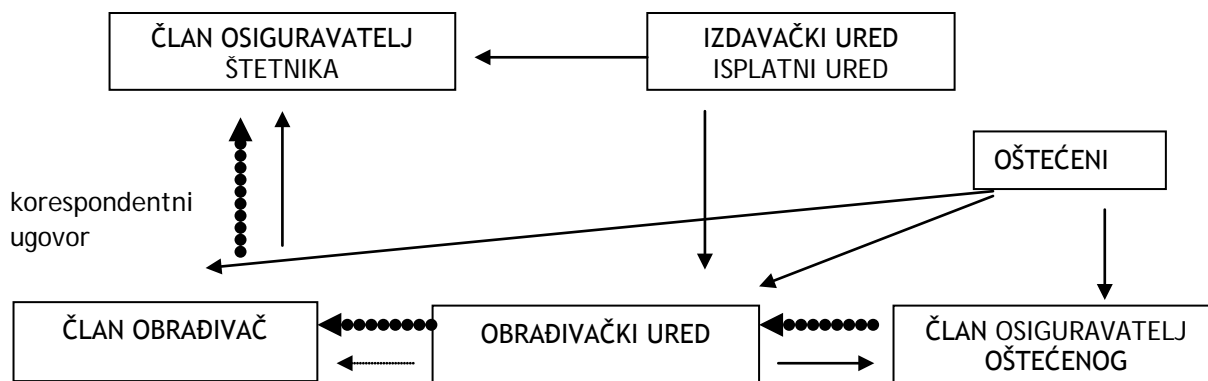 ČLAN OSIGURAVATELJ
ŠTETNIKA
IZDAVAČKI URED
ISPLATNI URED
OŠTEĆENI
korespondentni
ugovor
ČLAN OBRAĐIVAČ
OBRAĐIVAČKI URED
ČLAN OSIGURAVATELJ
OŠTEĆENOG